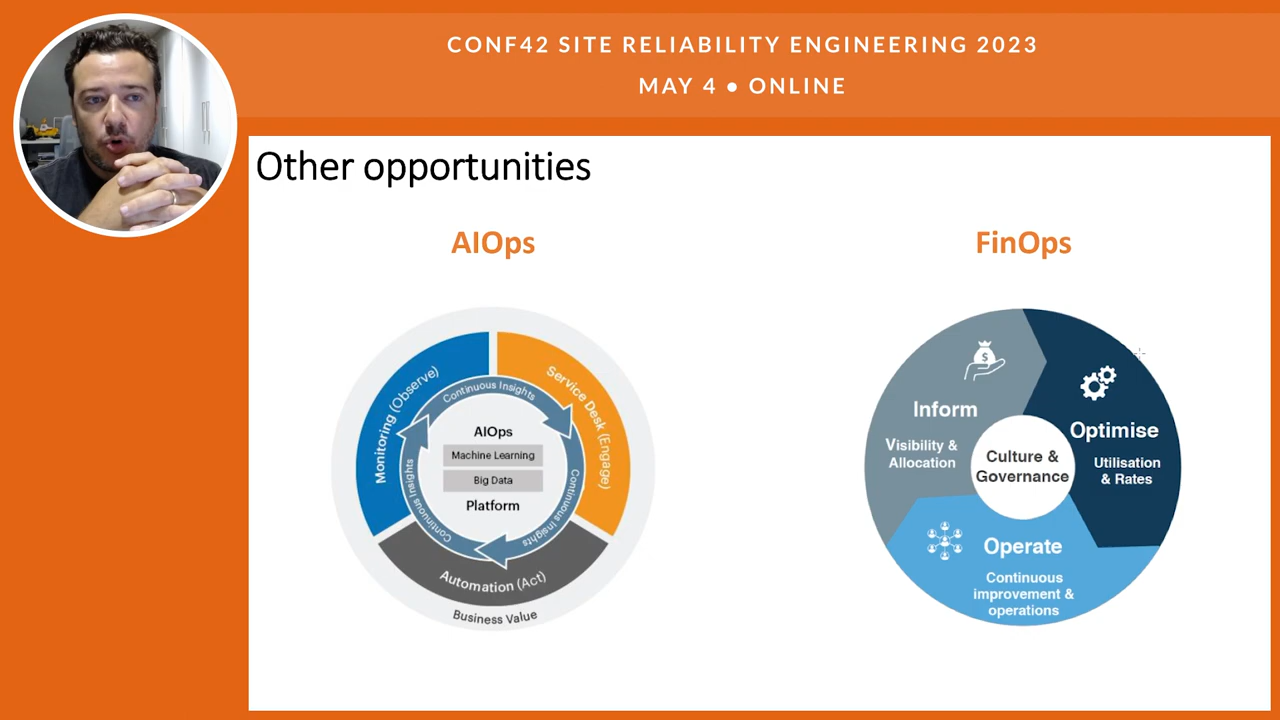 CONF42 SITE RELIABILITY ENGINEERING 2023
MAY 4 ● ONLINE
Other opportunities
AIOps
Monitoring (Observe)
Service Desk (Engage)
Automation (Act)
Continuous Insights
Continuous Insights
Continuous Insights
AIOps
Machine Learning
Big Data
Platform
Business Value
FinOps
$
Inform
Visibility &
Allocation
Optimise
Utilisation
& Rates
Culture &
Governance
Operate
Continuous
improvement &
operations